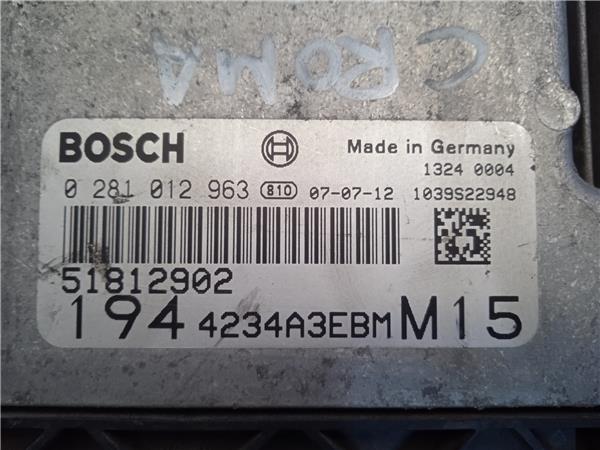 CROMA
BOSCH Made in Germany
1324 0004
0 281 012 963 810 07-07-12 1039S22948
51812902
194 4234A3EBM M15